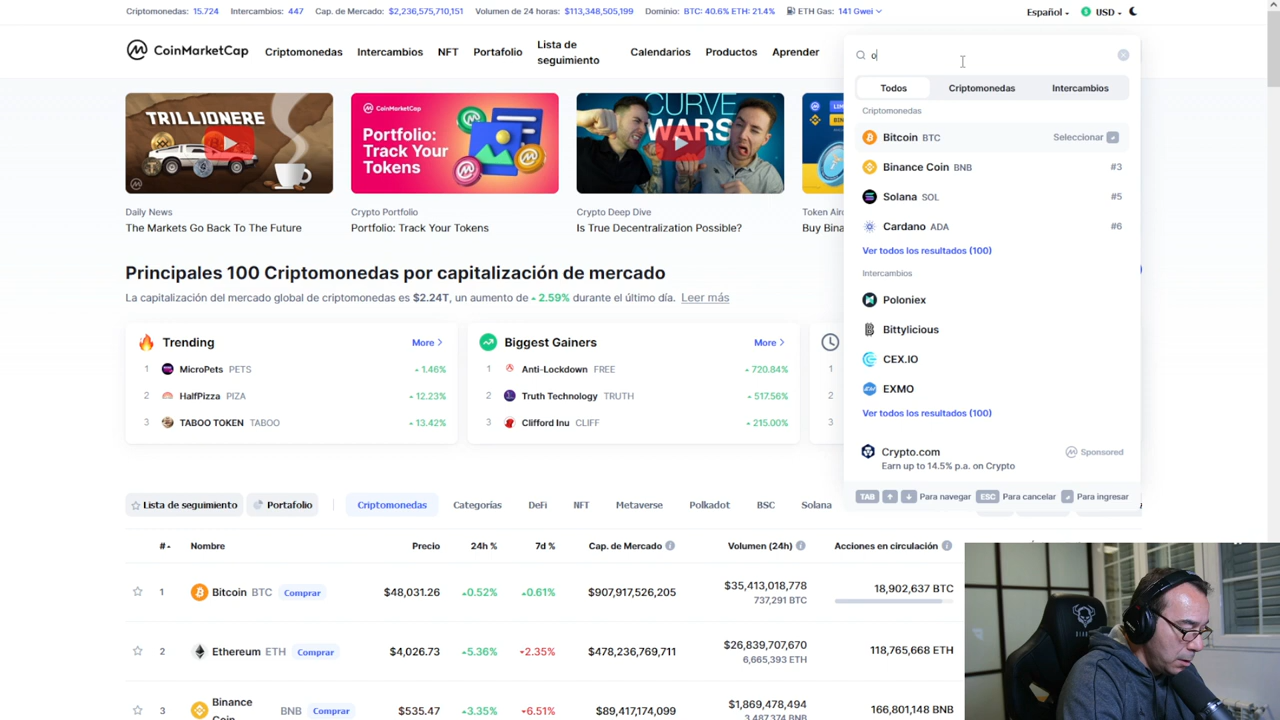 Criptomonedas: 15.724 Intercambios: 447 Cap. de Mercado: $2,236,575,710,151 Volumen de 24 horas: $113,348,505,199 Dominio: BTC: 40.6% ETH: 21.4% ETH Gas: 141 Gwei Español USD
CoinMarketCap Criptomonedas Intercambios NFT Portafolio Lista de seguimiento Calendarios Productos Aprender
o
Todos Criptomonedas Intercambios
Criptomonedas
Bitcoin BTC Seleccionar
Binance Coin BNB #3
Solana SOL #5
Cardano ADA #6
Ver todos los resultados (100)
Intercambios
Poloniex
Bittylicious
CEX.IO
EXMO
Ver todos los resultados (100)
Crypto.com Sponsored
Earn up to 14.5% p.a. on Crypto
TAB Para navegar ESC Para cancelar Para ingresar
TRILLIONERE
CoinMarketCap
Portfolio:
Track Your
Tokens
CURVE
WARS
Daily News
The Markets Go Back To The Future
Crypto Portfolio
Portfolio: Track Your Tokens
Crypto Deep Dive
Is True Decentralization Possible?
Token Air
Buy Bin
Principales 100 Criptomonedas por capitalización de mercado
La capitalización del mercado global de criptomonedas es $2.24T, un aumento de 2.59% durante el último día. Leer más
Trending More
1 MicroPets PETS 1.46%
2 HalfPizza PIZA 12.23%
3 TABOO TOKEN TABOO 13.42%
Biggest Gainers More
1 Anti-Lockdown FREE 720.84%
2 Truth Technology TRUTH 517.56%
3 Clifford Inu CLIFF 215.00%
1
2
3
Lista de seguimiento Portafolio Criptomonedas Categorías DeFi NFT Metaverse Polkadot BSC Solana
# Nombre Precio 24h % 7d % Cap. de Mercado Volumen (24h) Acciones en circulación
1 Bitcoin BTC Comprar $48,031.26 0.52% 0.61% $907,917,526,205 $35,413,018,778 18,902,637 BTC
737,291 BTC
2 Ethereum ETH Comprar $4,026.73 5.36% 2.35% $478,236,769,711 $26,839,707,670 118,765,668 ETH
6,665,393 ETH
3 Binance Coin BNB Comprar $535.47 3.35% 6.51% $89,417,174,099 $1,869,478,494 166,801,148 BNB
3,487,374 BNB